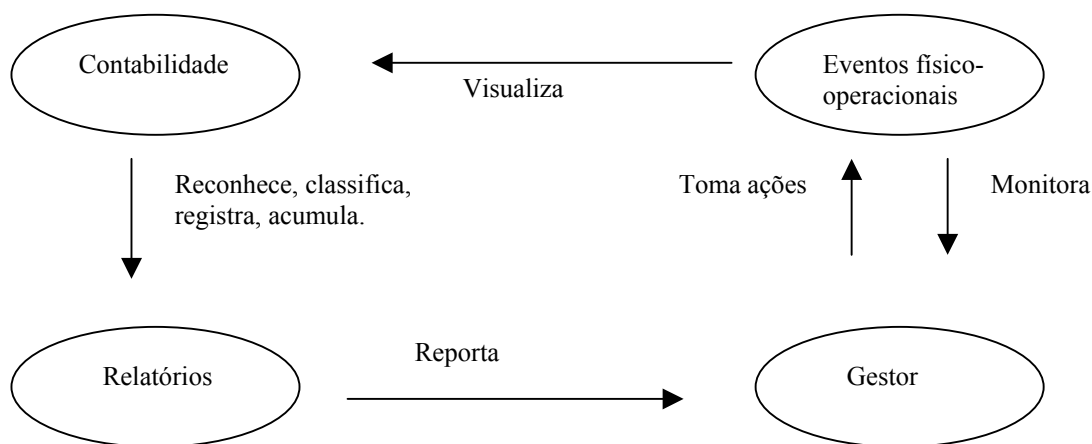 Contabilidade
Eventos físico-
operacionais
Visualiza
Reconhece, classifica,
registra, acumula.
Toma ações
Monitora
Relatórios
Reporta
Gestor